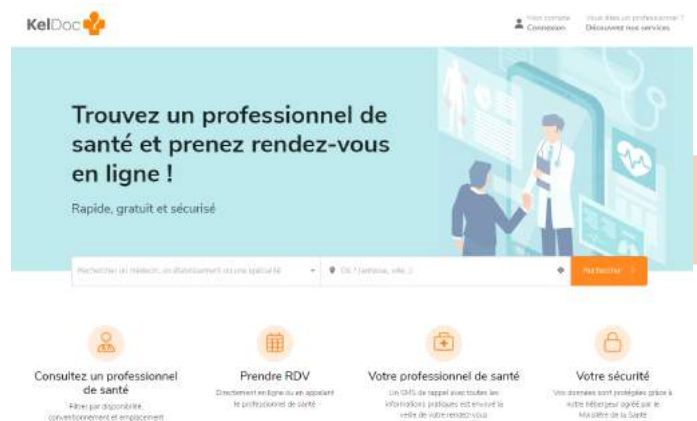 KelDoc
Mon compte
Connexion
Vous êtes un professionnel ?
Découvrez nos services
Trouvez un professionnel de
santé et prenez rendez-vous
en ligne !
Rapide, gratuit et sécurisé
Rechercher un médecin, un établissement ou une spécialité
Où ? (adresse, ville...)
Rechercher
Consultez un professionnel
de santé
Filtrer par disponibilité,
conventionnement et emplacement
Prendre RDV
Directement en ligne ou en appelant
le professionnel de santé
Votre professionnel de santé
Un SMS de rappel avec toutes les
informations pratiques est envoyé la
veille de votre rendez-vous
Votre sécurité
Vos données sont protégées grâce à
notre hébergeur agréé par le
Ministère de la Santé